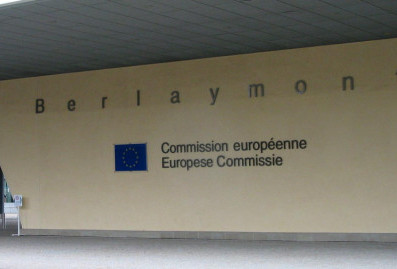 Berlaymon
Commission européenne
Europese Commissie